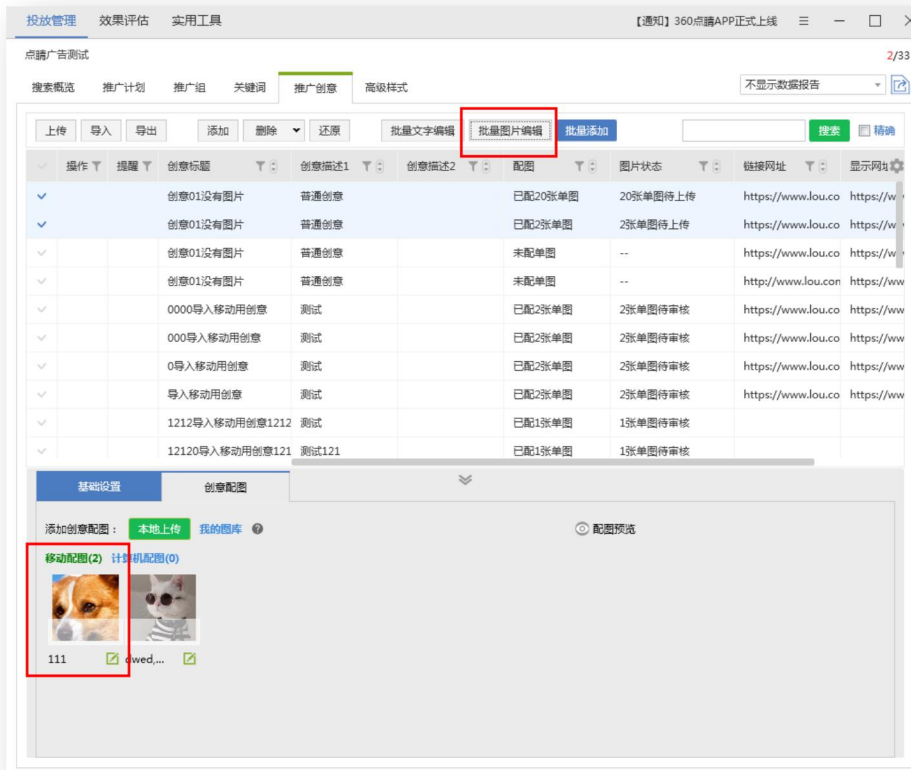 投放管理 效果评估 实用工具 【通知】360点睛APP正式上线
点睛广告测试 2/33
搜索概览 推广计划 推广组 关键词 推广创意 高级样式 不显示数据报告
上传 导入 导出 添加 删除 还原 批量文字编辑 批量图片编辑 批量添加 搜索 精确
操作 提醒 创意标题 创意描述1 创意描述2 配图 图片状态 链接网址 显示网址
创意01没有图片 普通创意 已配20张单图 20张单图待上传 https://www.lou.co https://w
创意01没有图片 普通创意 已配2张单图 2张单图待上传 https://www.lou.co https://w
创意01没有图片 普通创意 未配单图 -- https://www.lou.co https://w
创意01没有图片 普通创意 未配单图 -- http://www.lou.con https://ww
0000导入移动用创意 测试 已配2张单图 2张单图待审核 https://www.lou.co https://ww
000导入移动用创意 测试 已配2张单图 2张单图待审核 https://www.lou.co https://ww
0导入移动用创意 测试 已配2张单图 2张单图待审核 https://www.lou.co https://ww
导入移动用创意 测试 已配2张单图 2张单图待审核 https://www.lou.co https://ww
1212导入移动用创意1212 测试 已配1张单图 1张单图待审核
12120导入移动用创意121 测试121 已配1张单图 1张单图待审核
基础设置 创意配图
添加创意配图： 本地上传 我的图库 配图预览
移动配图(2) 计算机配图(0)
111 dwed,...